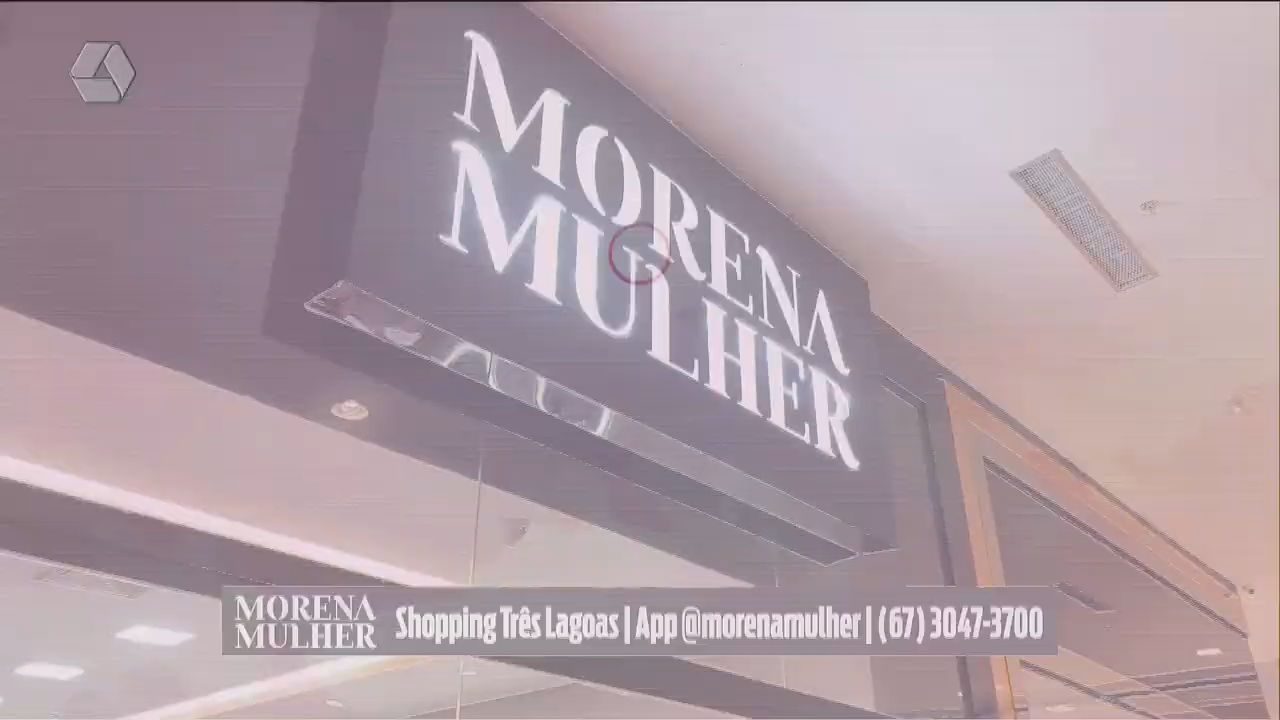 MORENA
MULHER
MORENA
MULHER
Shopping Três Lagoas | App @morenamulher | (67) 3047-3700